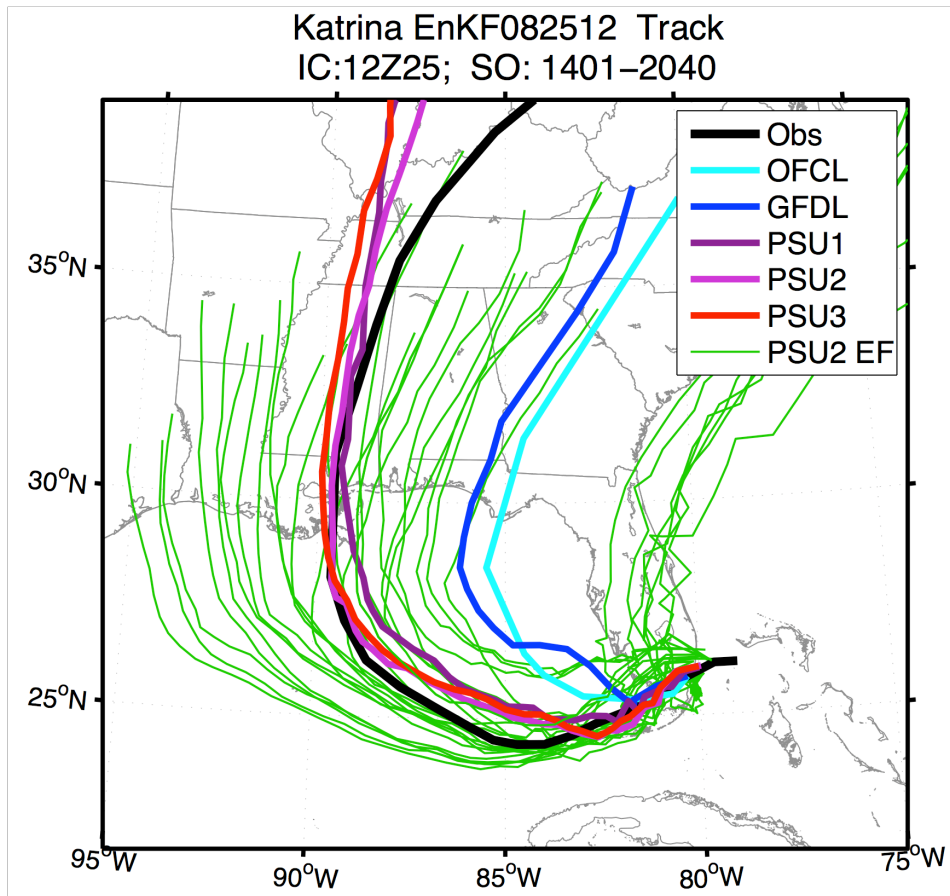 Katrina EnKF082512 Track
IC:12Z25; SO: 1401−2040
Obs
OFCL
GFDL
PSU1
PSU2
PSU3
PSU2 EF
35°N
30°N
25°N
95°W
90°W
85°W
80°W
75°W